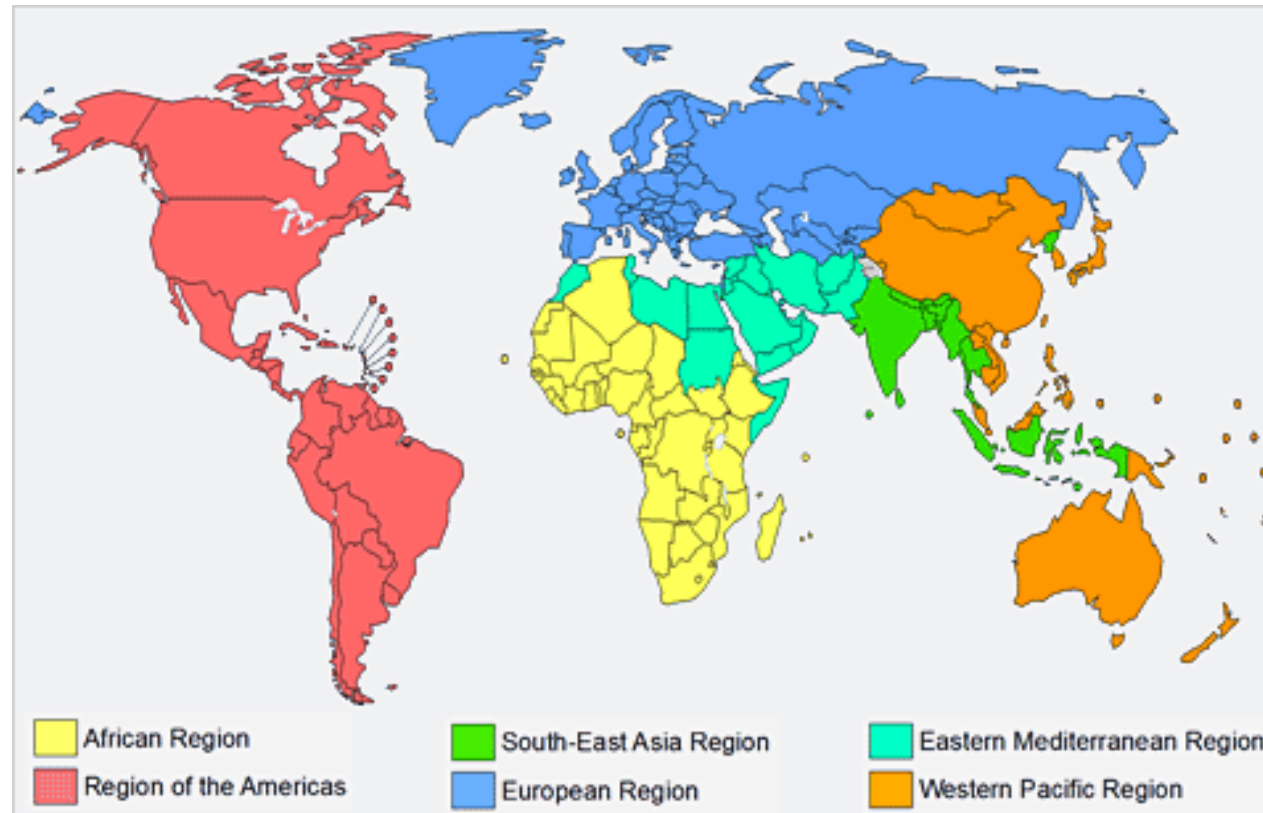 African Region
South-East Asia Region
Eastern Mediterranean Region
Region of the Americas
European Region
Western Pacific Region